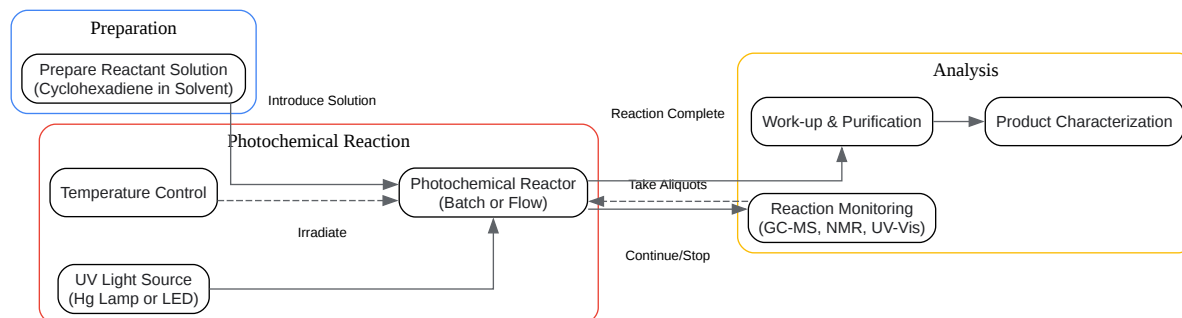 Preparation
Prepare Reactant Solution
(Cyclohexadiene in Solvent)
Introduce Solution
Photochemical Reaction
Temperature Control
Irradiate
UV Light Source
(Hg Lamp or LED)
Photochemical Reactor
(Batch or Flow)
Reaction Complete
Take Aliquots
Continue/Stop
Analysis
Work-up & Purification
Product Characterization
Reaction Monitoring
(GC-MS, NMR, UV-Vis)